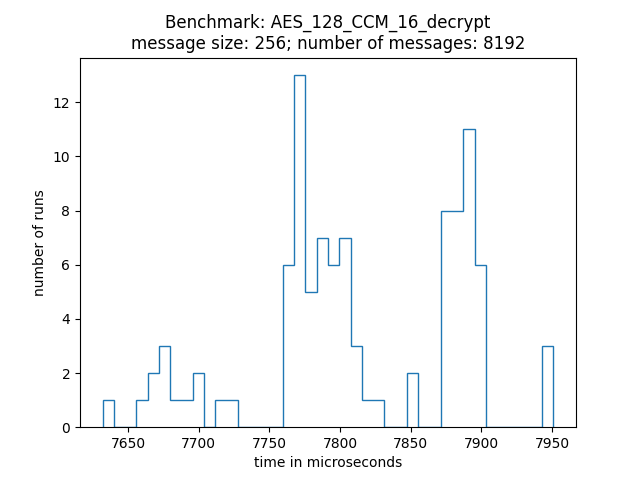 Benchmark: AES_128_CCM_16_decrypt
message size: 256; number of messages: 8192
number of runs
12
10
8
6
4
2
0
7650 7700 7750 7800 7850 7900 7950
time in microseconds